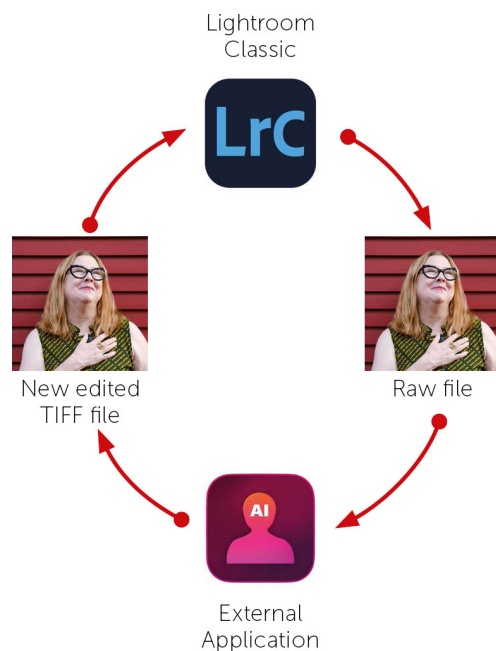 Lightroom
Classic
LrC
New edited
TIFF file
Raw file
AI
External
Application